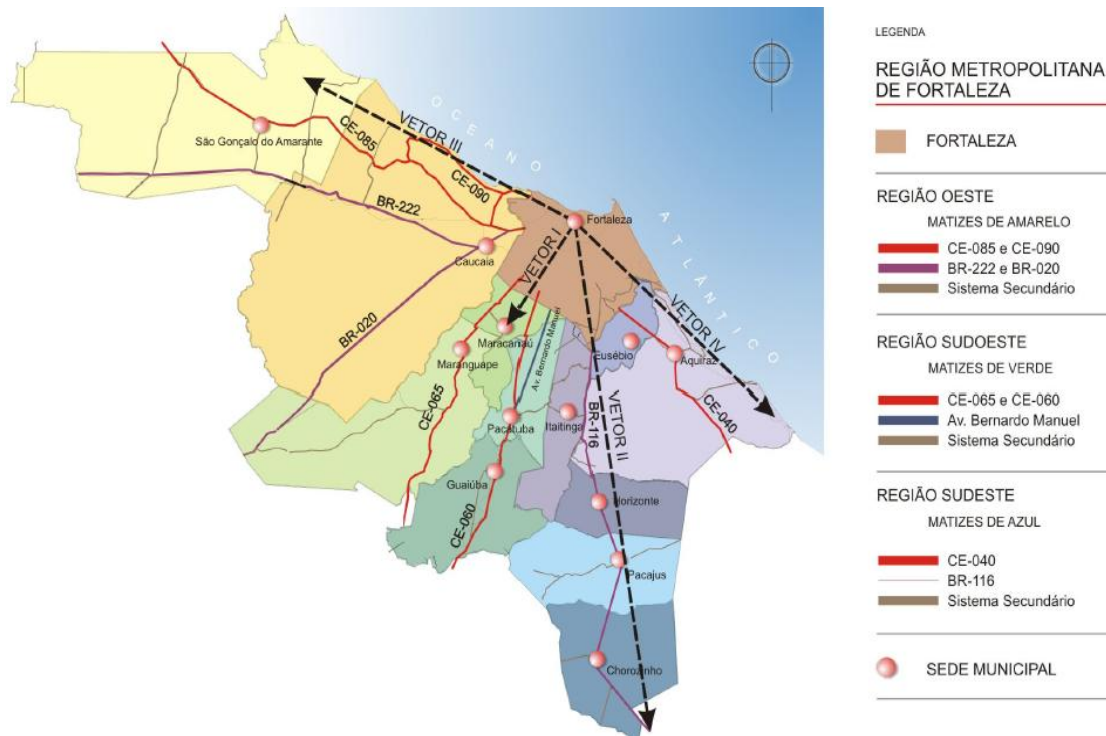 OCEANO
ATLÂNTICO
VETOR III
São Gonçalo do Amarante
CE-085
CE-090
BR-222
Fortaleza
Caucaia
VETOR I
BR-020
VETOR IV
Maracanaú
Maranguape
Av. Bernardo Manuel
Eusébio
Aquiraz
CE-065
Pacatuba
Itaitinga
BR-116
VETOR II
CE-040
Guaiúba
Horizonte
CE-060
Pacajus
Chorozinho
LEGENDA
REGIÃO METROPOLITANA
DE FORTALEZA
FORTALEZA
REGIÃO OESTE
MATIZES DE AMARELO
CE-085 e CE-090
BR-222 e BR-020
Sistema Secundário
REGIÃO SUDOESTE
MATIZES DE VERDE
CE-065 e CE-060
Av. Bernardo Manuel
Sistema Secundário
REGIÃO SUDESTE
MATIZES DE AZUL
CE-040
BR-116
Sistema Secundário
SEDE MUNICIPAL